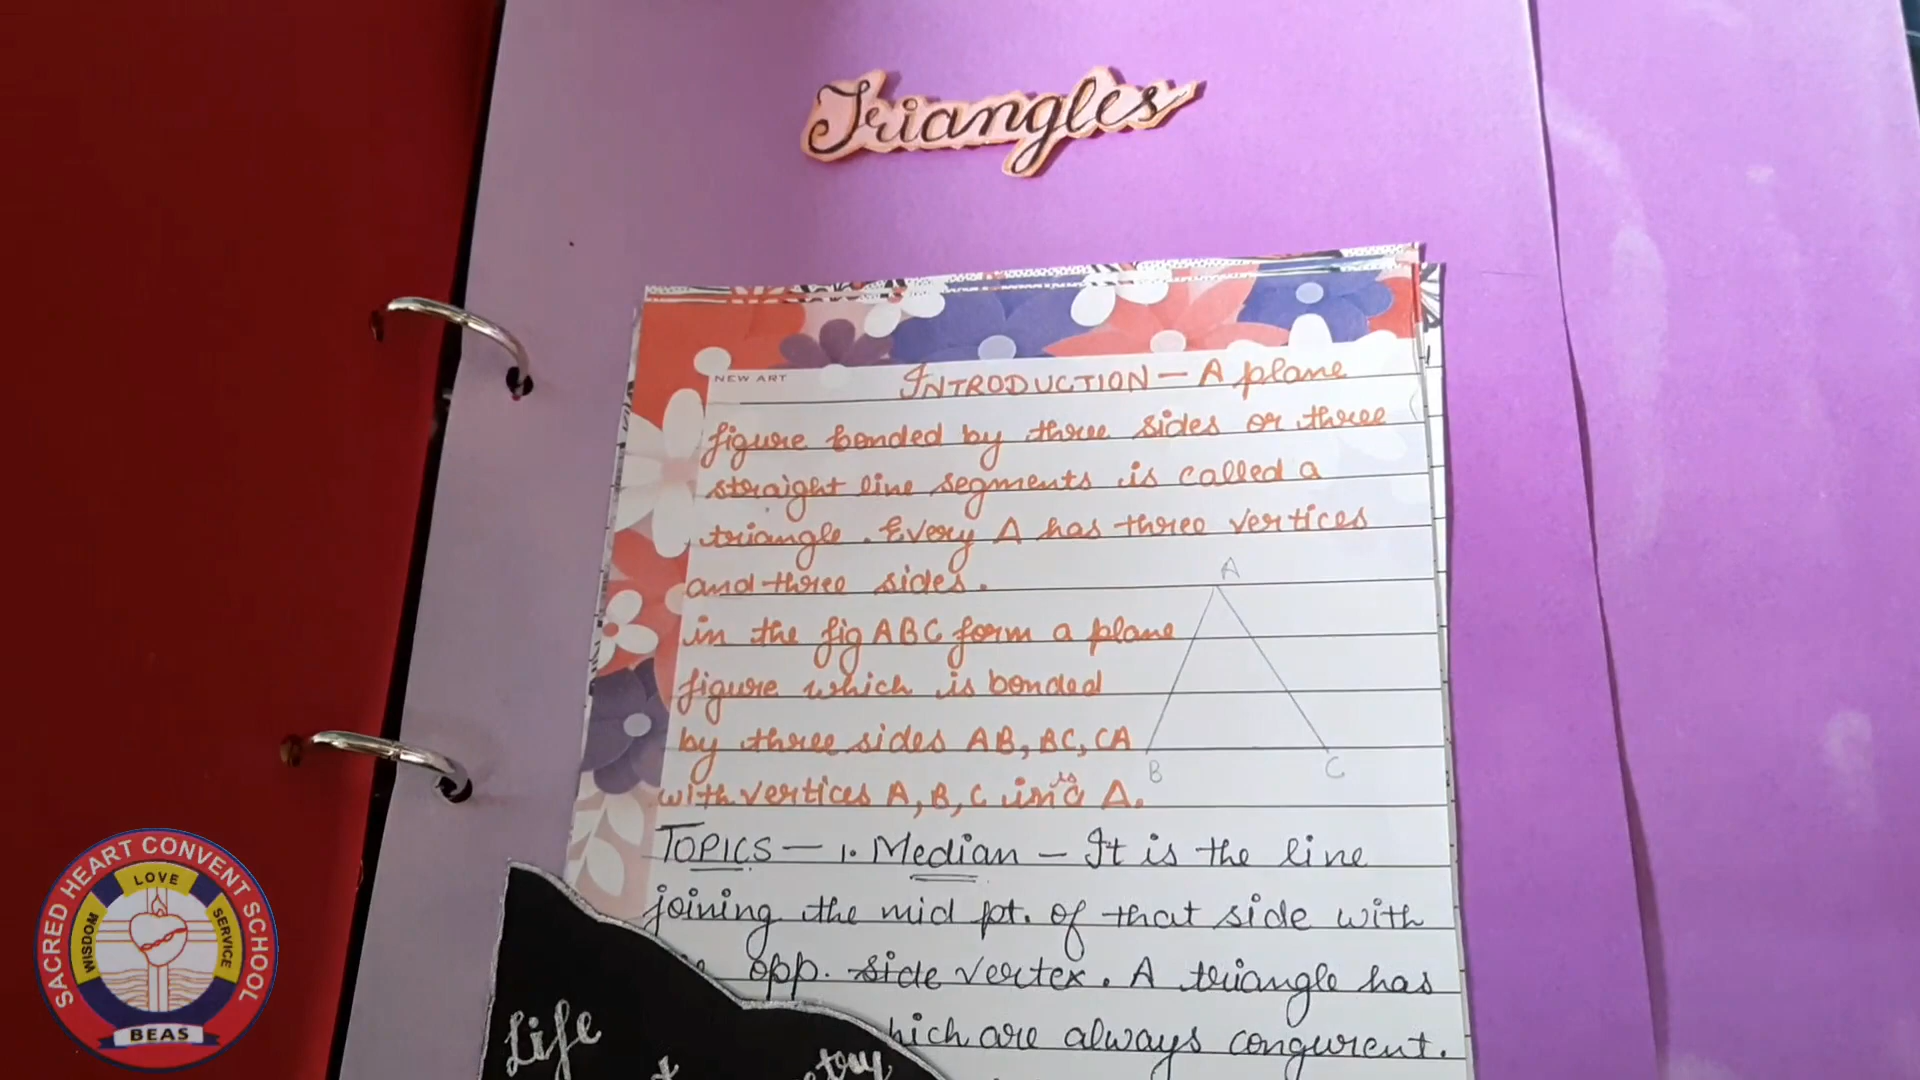 Triangles
NEW ART
INTRODUCTION — A plane
figure bonded by three sides or three
straight line segments is called a
triangle. Every Δ has three vertices
and three sides.
in the fig ABC form a plane
figure which is bonded
by three sides AB, BC, CA
with vertices A, B, C is a Δ.
A
B
C
TOPICS — 1. Median — It is the line
joining the mid pt. of that side with
opp. side vertex. A triangle has
hich are always congurent.
Life
SACRED HEART CONVENT SCHOOL
LOVE
WISDOM
SERVICE
BEAS